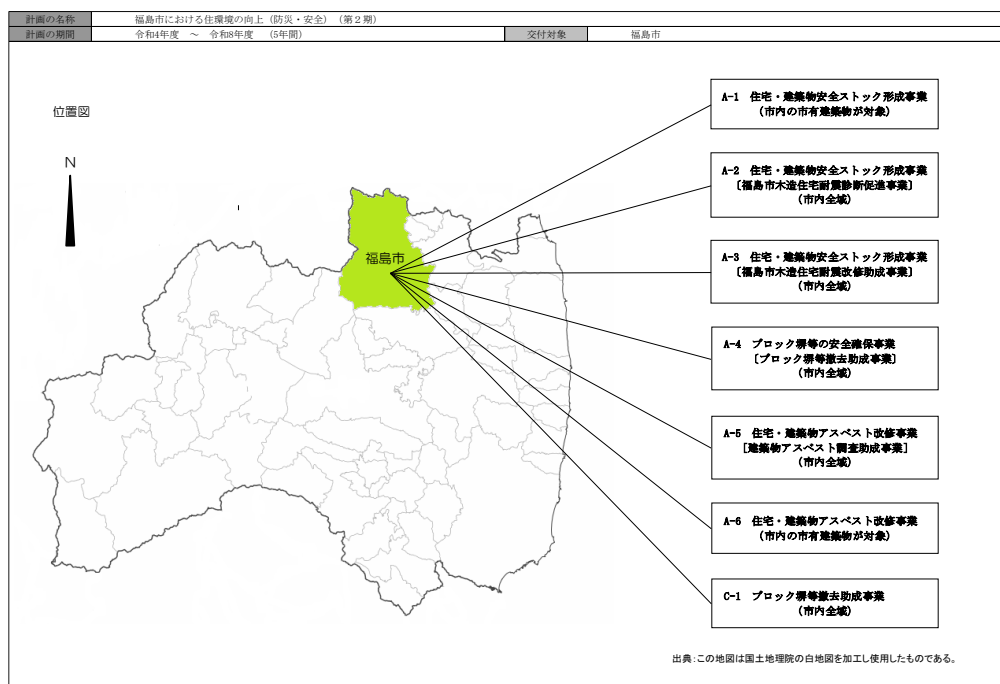 計画の名称 福島市における住環境の向上（防災・安全）（第２期）
計画の期間 令和4年度 ～ 令和8年度 （5年間） 交付対象 福島市
位置図
N
福島市
A-1 住宅・建築物安全ストック形成事業
（市内の市有建築物が対象）
A-2 住宅・建築物安全ストック形成事業
［福島市木造住宅耐震診断促進事業］
（市内全域）
A-3 住宅・建築物安全ストック形成事業
［福島市木造住宅耐震改修助成事業］
（市内全域）
A-4 ブロック塀等の安全確保事業
［ブロック塀等撤去助成事業］
（市内全域）
A-5 住宅・建築物アスベスト改修事業
［建築物アスベスト調査助成事業］
（市内全域）
A-6 住宅・建築物アスベスト改修事業
（市内の市有建築物が対象）
C-1 ブロック塀等撤去助成事業
（市内全域）
出典：この地図は国土地理院の白地図を加工し使用したものである。